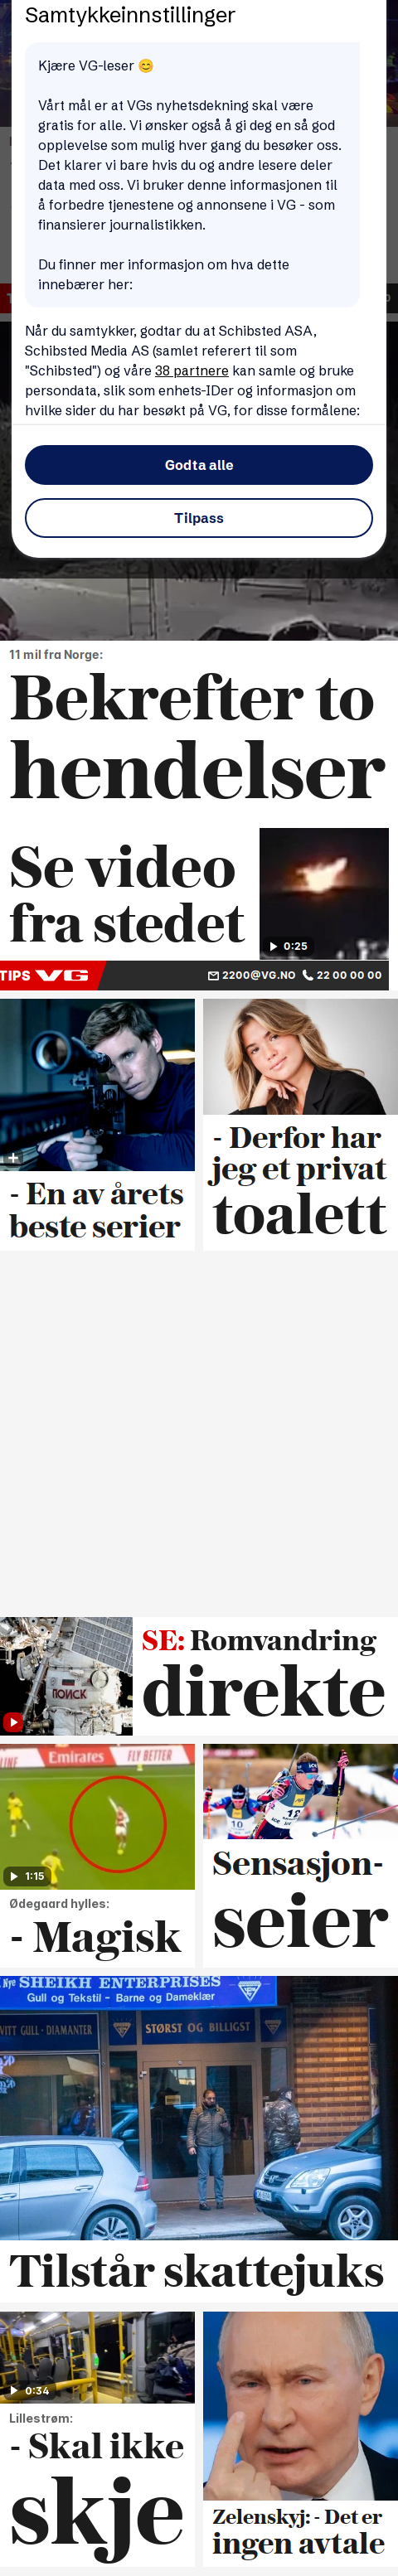 Samtykkeinnstillinger
Kjære VG-leser 😊
Vårt mål er at VGs nyhetsdekning skal være
gratis for alle. Vi ønsker også å gi deg en så god
opplevelse som mulig hver gang du besøker oss.
Det klarer vi bare hvis du og andre lesere deler
data med oss. Vi bruker denne informasjonen til
å forbedre tjenestene og annonsene i VG - som
finansierer journalistikken.
Du finner mer informasjon om hva dette
innebærer her:
Når du samtykker, godtar du at Schibsted ASA,
Schibsted Media AS (samlet referert til som
"Schibsted") og våre 38 partnere kan samle og bruke
persondata, slik som enhets-IDer og informasjon om
hvilke sider du har besøkt på VG, for disse formålene:
Godta alle
Tilpass
11 mil fra Norge:
Bekrefter to
hendelser
Se video
fra stedet
0:25
TIPS VG 2200@VG.NO 22 00 00 00
- En av årets
beste serier
- Derfor har
jeg et privat
toalett
ПОИСК
SE: Romvandring
direkte
Emirates FLY BETTER
1:15
Ødegaard hylles:
- Magisk
10
Sensasjon-
seier
Nye SHEIKH ENTERPRISES
Gull og Tekstil - Barne og Dameklær
VITT GULL-DIAMANTER
STØRST OG BILLIGST
Tilstår skattejuks
0:34
Lillestrøm:
- Skal ikke
skje
Zelenskyj: - Det er
ingen avtale